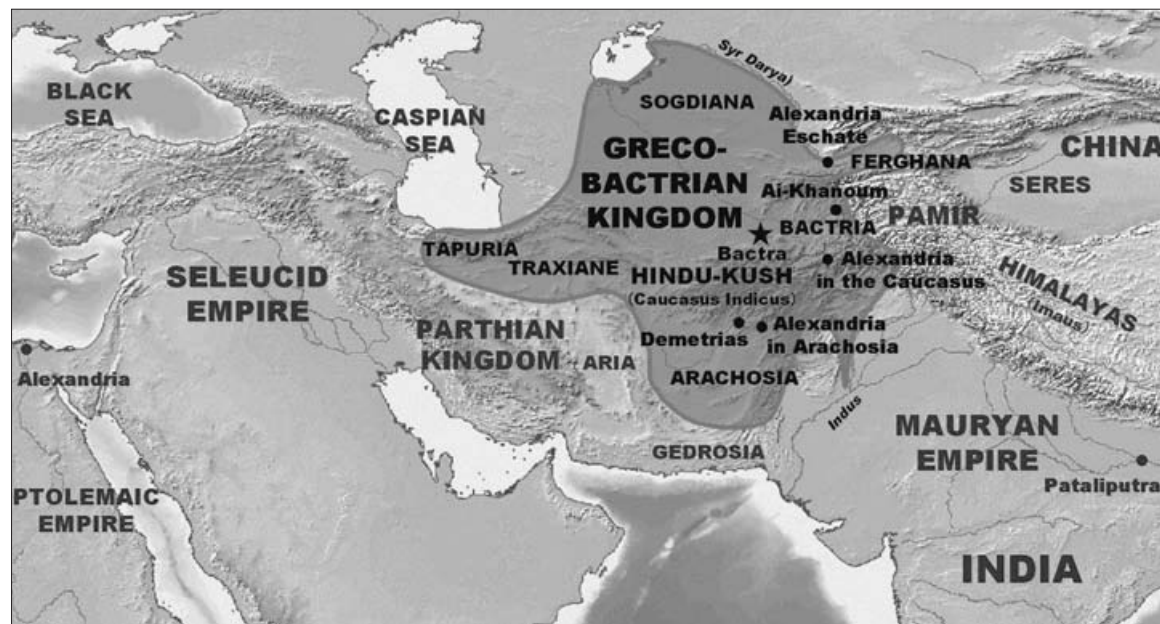 BLACK
SEA
CASPIAN
SEA
Syr Darya)
SOGDIANA
Alexandria
Eschate
GRECO-
BACTRIAN
KINGDOM
FERGHANA
CHINA
SERES
Ai-Khanoum
PAMIR
BACTRIA
Bactra
TAPURIA
TRAXIANE
HINDU-KUSH
(Caucasus Indicus)
Alexandria
in the Caucasus
HIMALAYAS
(Imaus)
SELEUCID
EMPIRE
PARTHIAN
KINGDOM
ARIA
Demetrias
Alexandria
in Arachosia
ARACHOSIA
Alexandria
Indus
MAURYAN
EMPIRE
GEDROSIA
Pataliputra
PTOLEMAIC
EMPIRE
INDIA